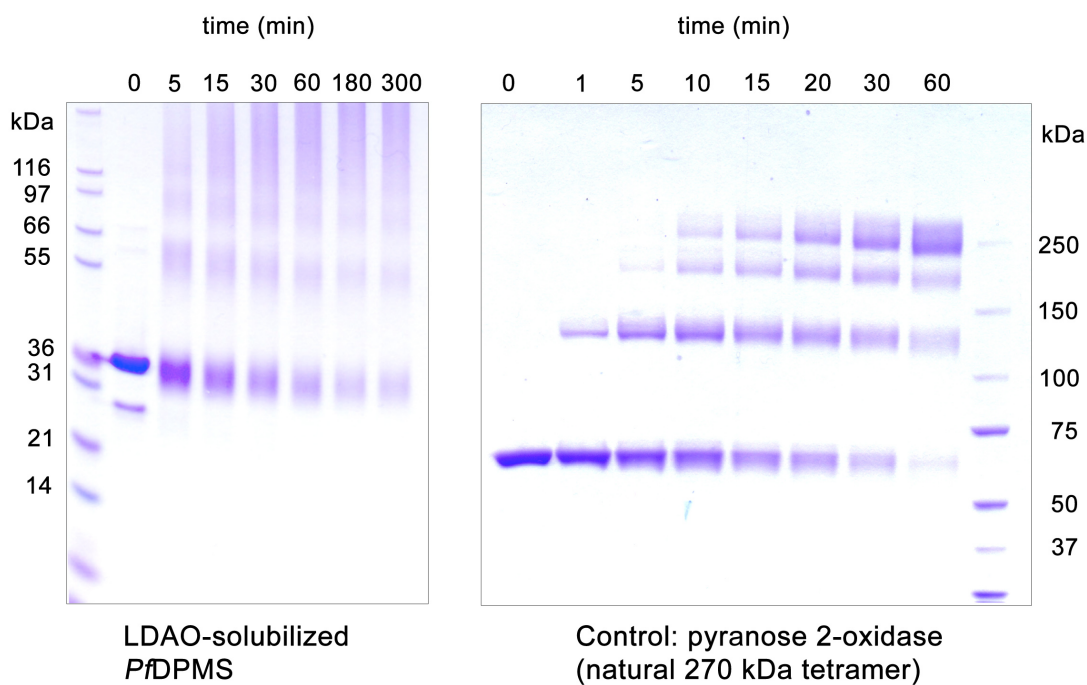 time (min)
0 5 15 30 60 180 300
kDa
116
97
66
55
36
31
21
14
LDAO-solubilized
PfDPMS
time (min)
0 1 5 10 15 20 30 60
kDa
250
150
100
75
50
37
Control: pyranose 2-oxidase
(natural 270 kDa tetramer)